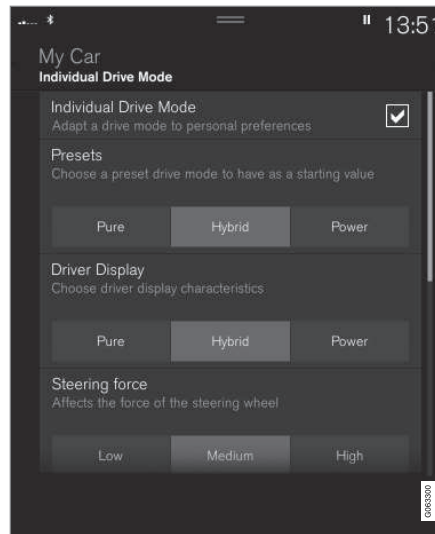 13:51
My Car
Individual Drive Mode
Individual Drive Mode
Adapt a drive mode to personal preferences
Presets
Choose a preset drive mode to have as a starting value
Pure Hybrid Power
Driver Display
Choose driver display characteristics
Pure Hybrid Power
Steering force
Affects the force of the steering wheel
Low Medium High
G063300